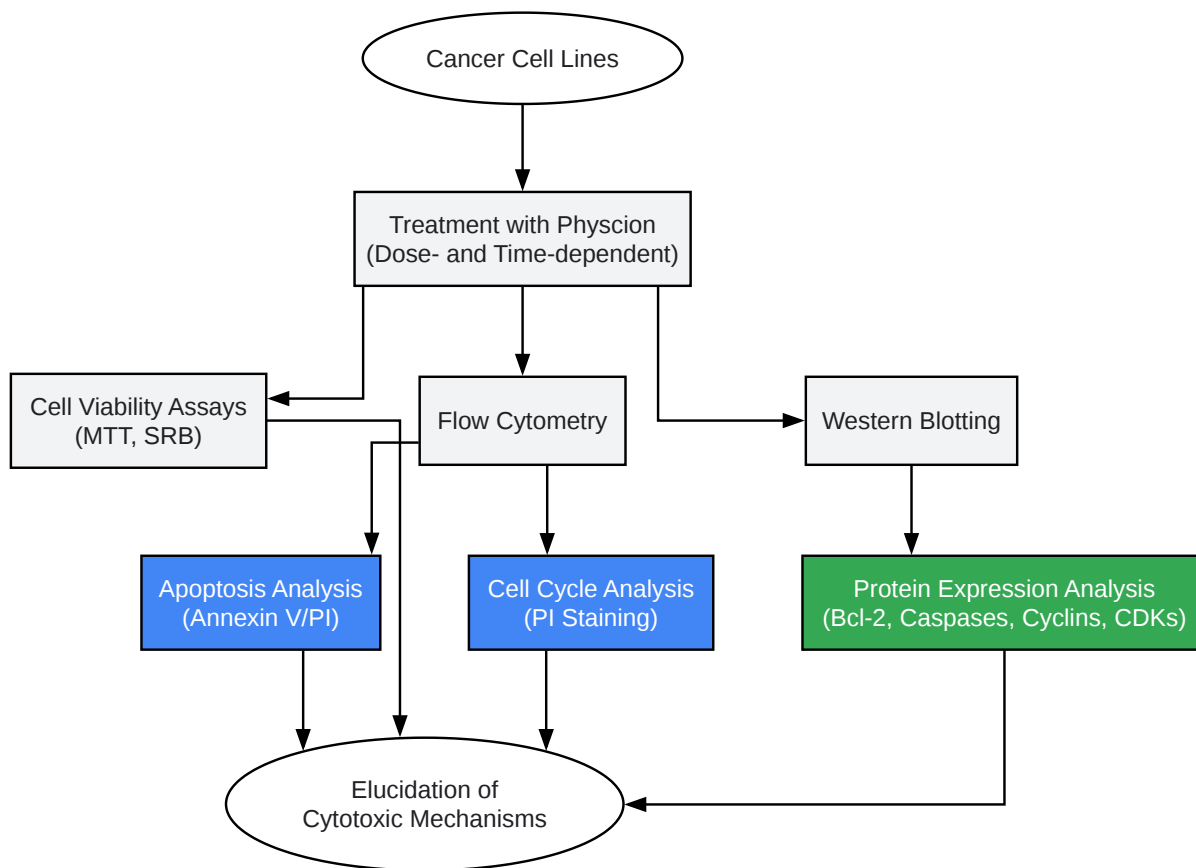 Cancer Cell Lines
Treatment with Physcion
(Dose- and Time-dependent)
Cell Viability Assays
(MTT, SRB)
Flow Cytometry
Western Blotting
Apoptosis Analysis
(Annexin V/PI)
Cell Cycle Analysis
(PI Staining)
Protein Expression Analysis
(Bcl-2, Caspases, Cyclins, CDKs)
Elucidation of
Cytotoxic Mechanisms